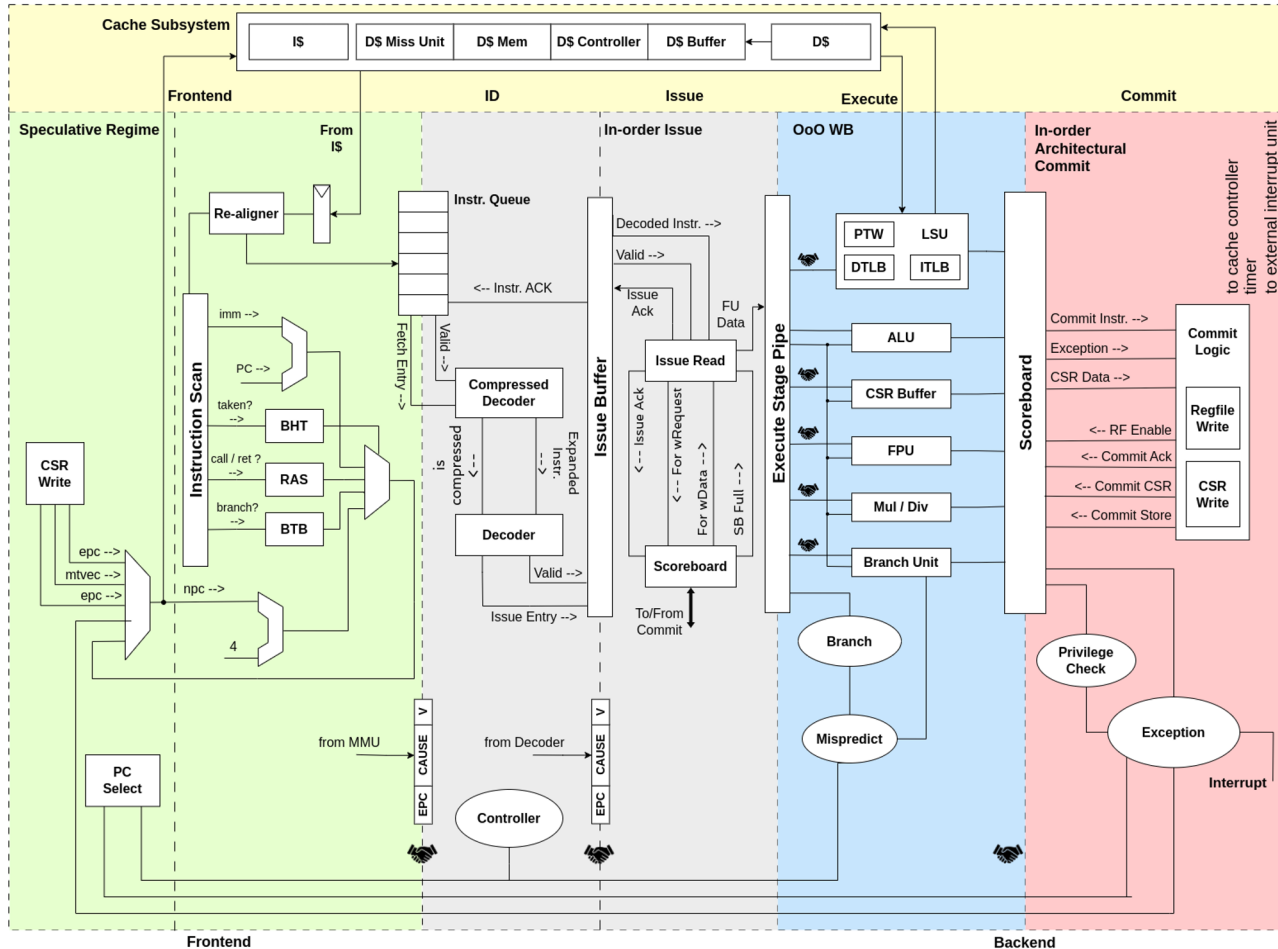 Cache Subsystem
I$
D$ Miss Unit
D$ Mem
D$ Controller
D$ Buffer
D$
Frontend
ID
Issue
Execute
Commit
Speculative Regime
From
I$
In-order Issue
OoO WB
In-order
Architectural
Commit
to cache controller
timer
to external interrupt unit
Re-aligner
Instr. Queue
Decoded Instr. -->
Valid -->
<-- Instr. ACK
Issue
Ack
FU
Data
PTW
LSU
DTLB
ITLB
Instruction Scan
imm -->
PC -->
taken?
-->
BHT
call / ret ?
-->
RAS
branch?
-->
BTB
Fetch Entry-->
Valid -->
Compressed
Decoder
is
compressed
<--
<--
Expanded
Instr.
Decoder
Valid -->
Issue Entry -->
Issue Buffer
Issue Read
<-- Issue Ack
<-- For wRequest
For wData -->
SB Full -->
Scoreboard
To/From
Commit
Execute Stage Pipe
ALU
CSR Buffer
FPU
Mul / Div
Branch Unit
Scoreboard
Commit Instr. -->
Exception -->
CSR Data -->
<-- RF Enable
<-- Commit Ack
<-- Commit CSR
<-- Commit Store
Commit
Logic
Regfile
Write
CSR
Write
CSR
Write
epc -->
mtvec -->
epc -->
npc -->
4
Branch
Mispredict
Privilege
Check
Exception
Interrupt
from MMU
V
CAUSE
EPC
from Decoder
V
CAUSE
EPC
PC
Select
Controller
Frontend
Backend